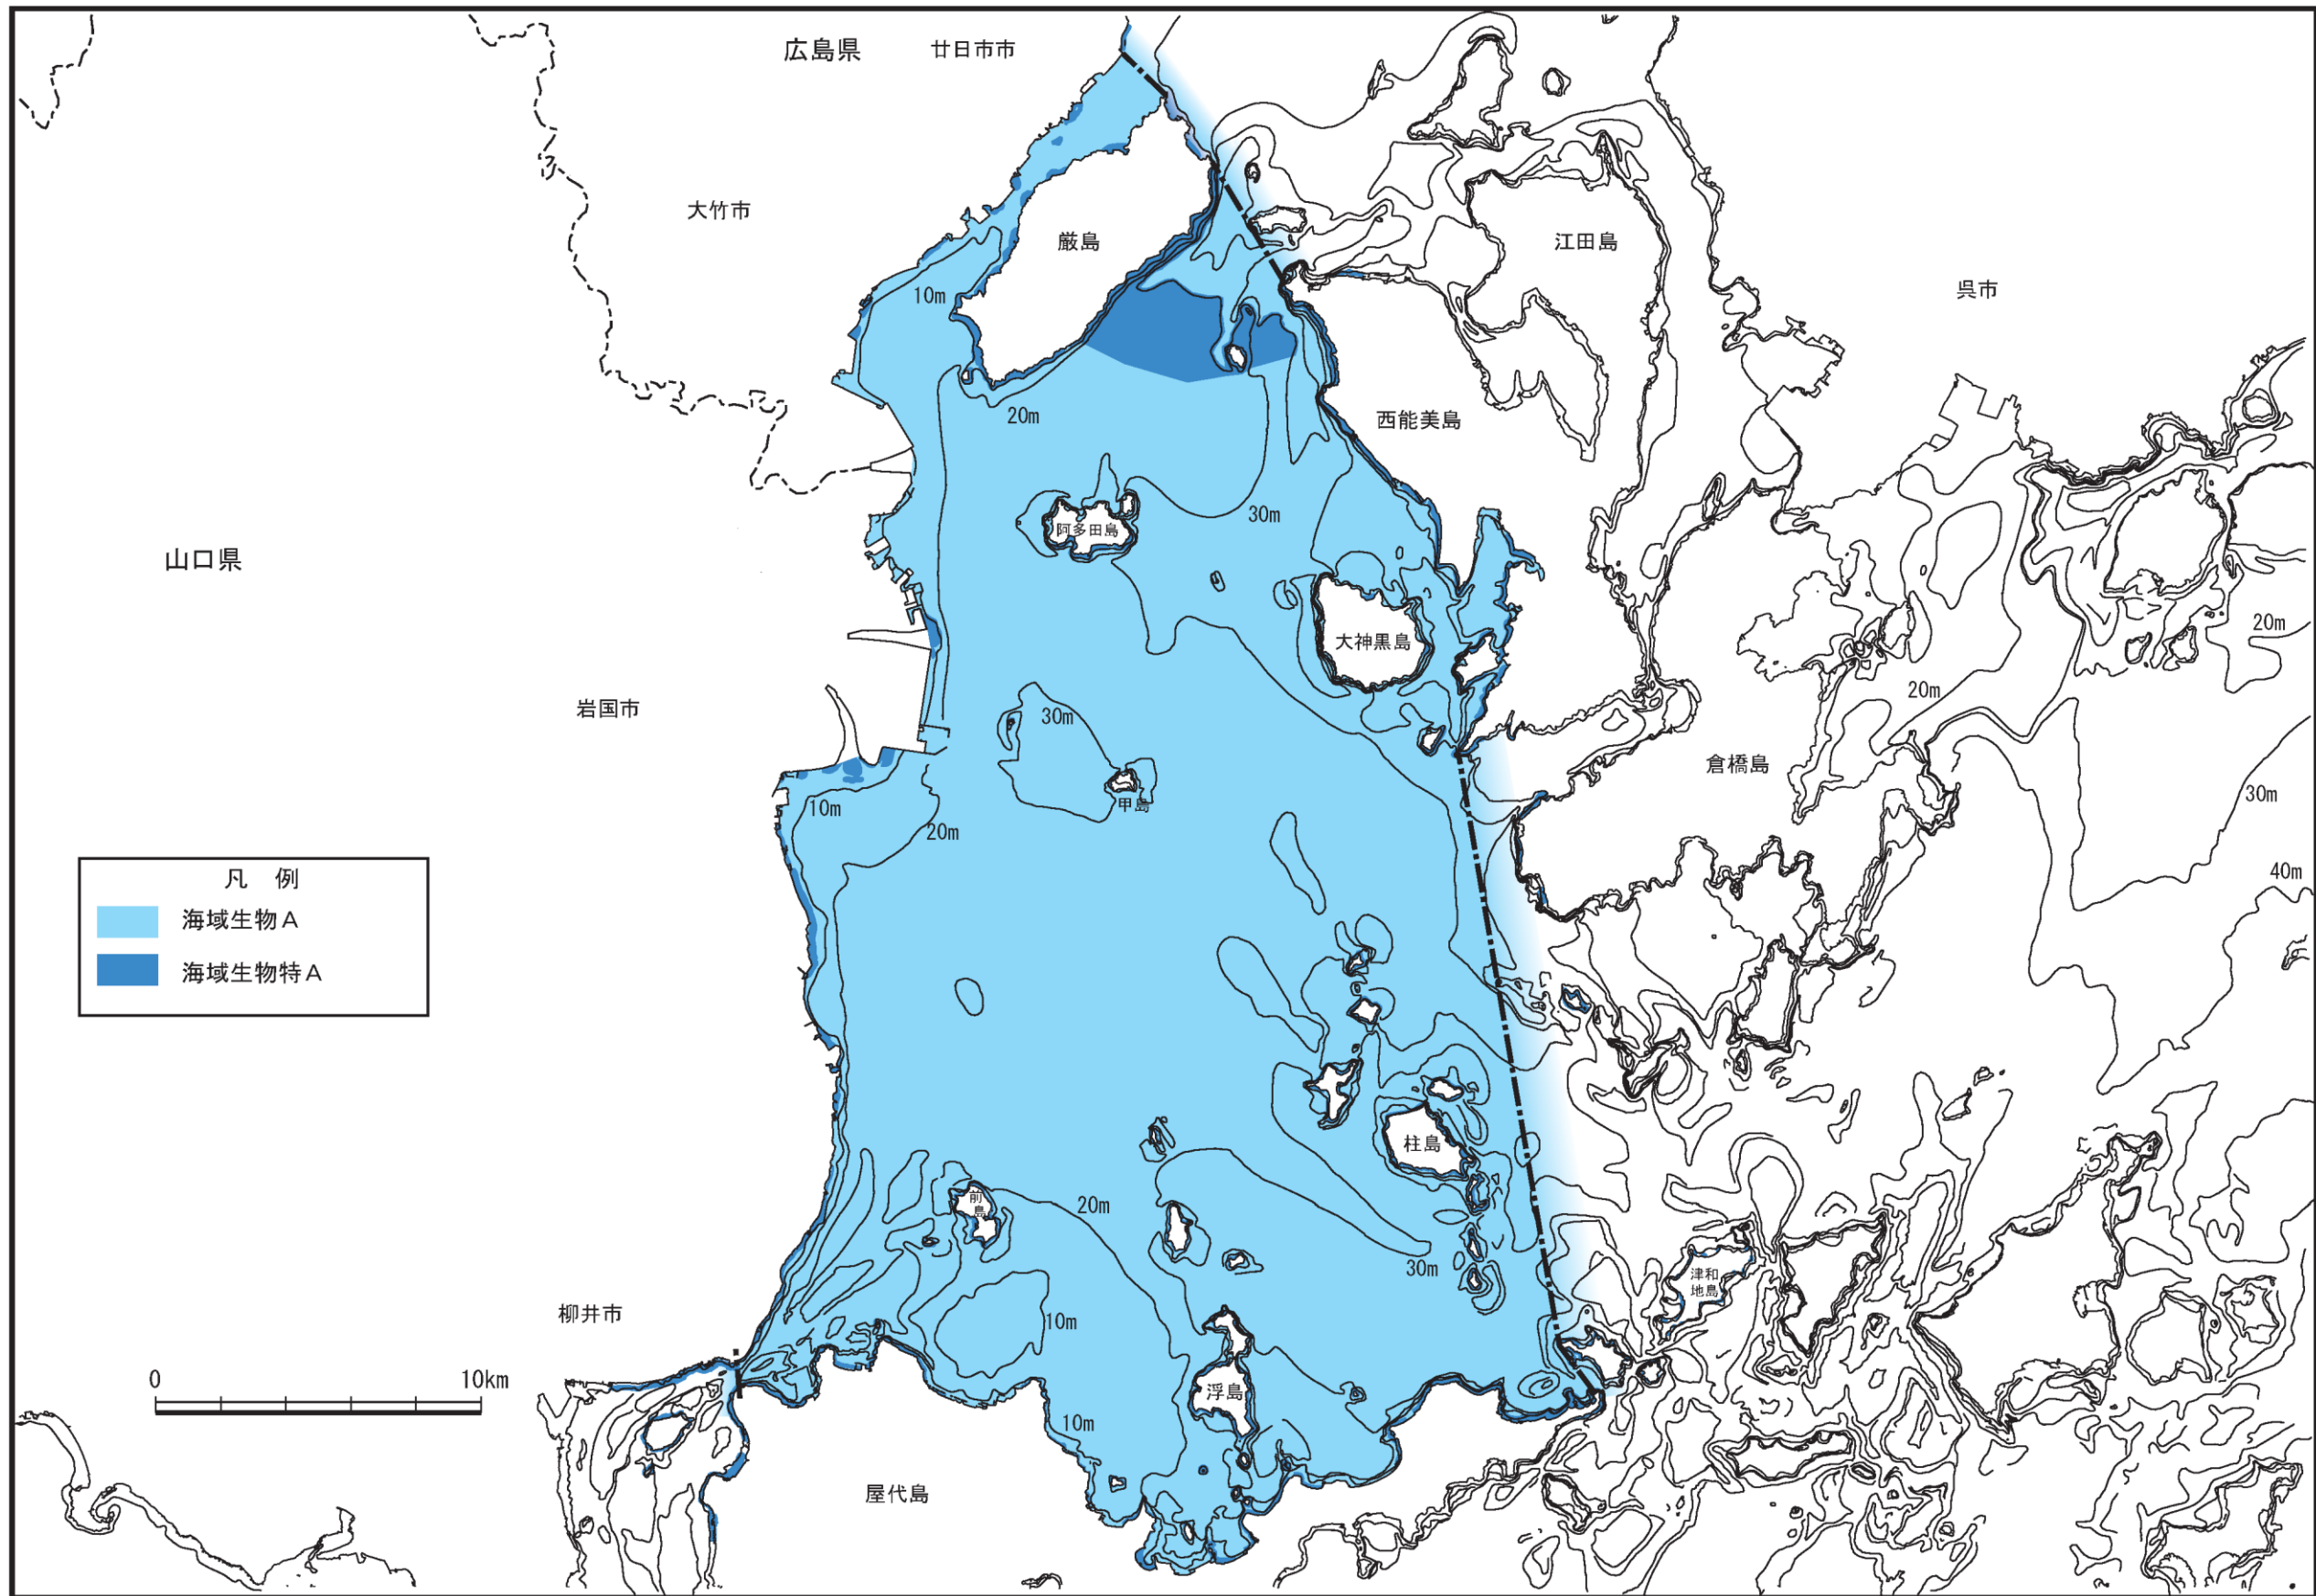 広島県
廿日市市
大竹市
厳島
江田島
呉市
10m
20m
西能美島
阿多田島
30m
山口県
大神黒島
20m
20m
岩国市
30m
倉橋島
甲島
10m
20m
30m
40m
凡 例
海域生物A
海域生物特A
柱島
前
島
20m
30m
津和
地島
柳井市
10m
0
10km
浮島
10m
屋代島